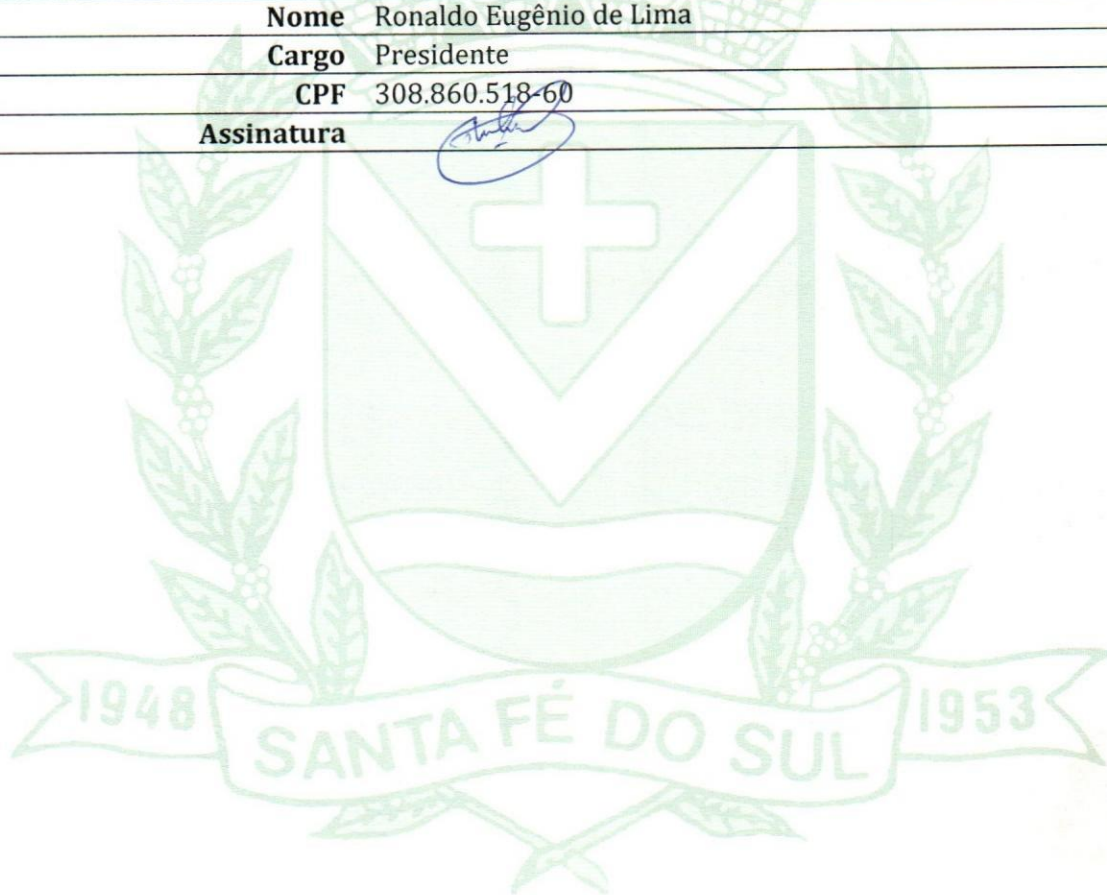 Nome Ronaldo Eugênio de Lima
Cargo Presidente
CPF 308.860.518-60
Assinatura
1948 SANTA FÉ DO SUL 1953